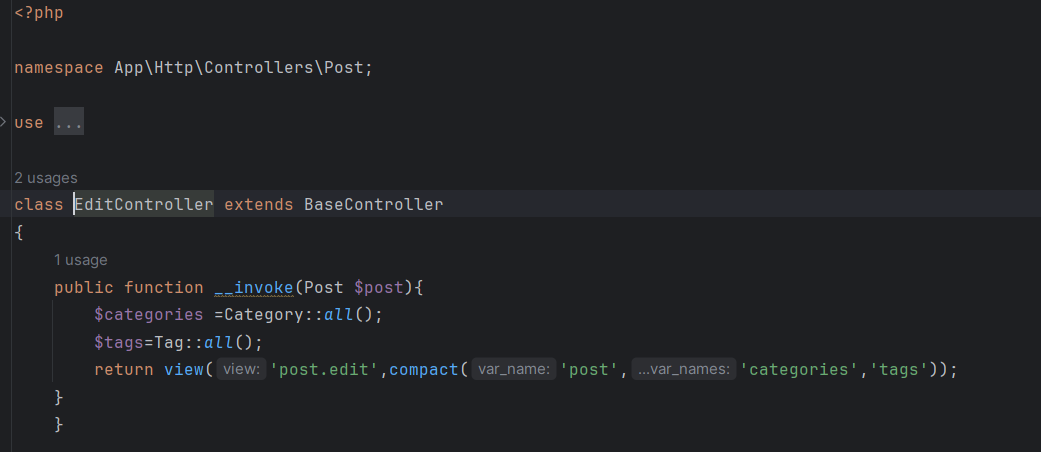 <?php
namespace App\Http\Controllers\Post;
use ...
2 usages
class EditController extends BaseController
{
1 usage
public function __invoke(Post $post){
$categories =Category::all();
$tags=Tag::all();
return view( view: 'post.edit',compact( var_name: 'post', ...var_names: 'categories','tags'));
}
}